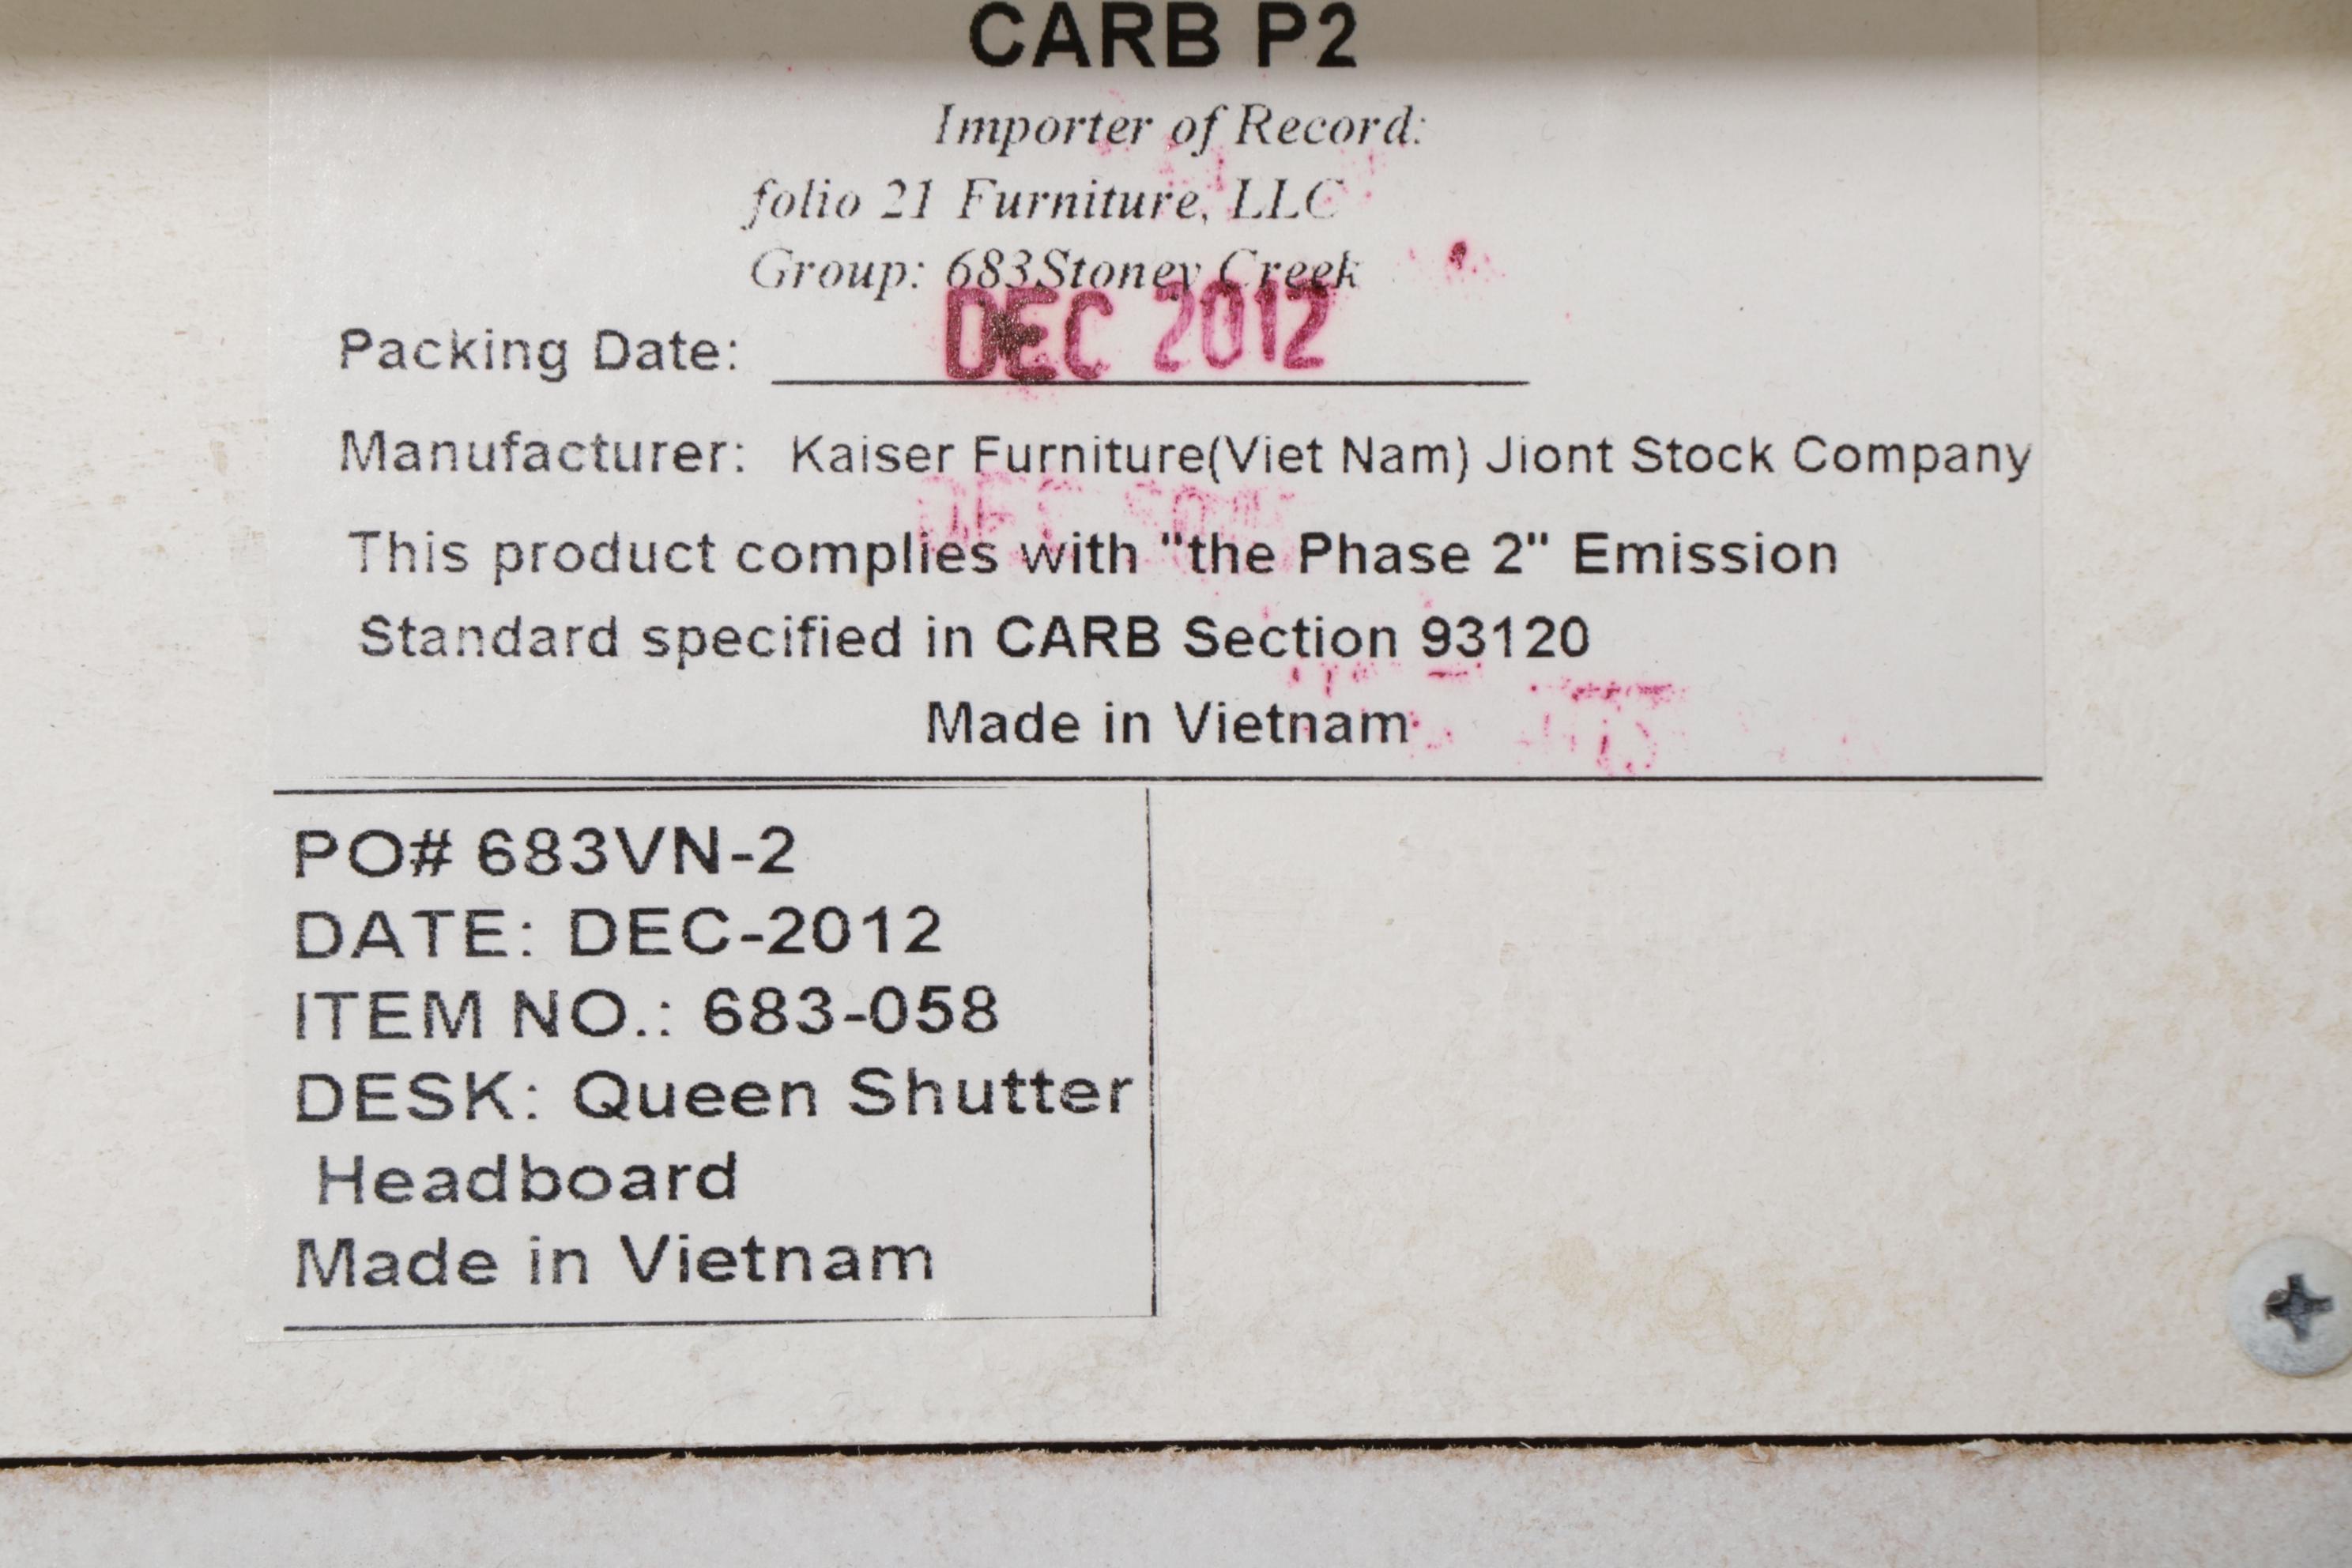 CARB P2
Importer of Record:
folio 21 Furniture, LLC
Group: 683Stoney Creek
Packing Date: DEC 2012
Manufacturer: Kaiser Furniture(Viet Nam) Jiont Stock Company
This product complies with "the Phase 2" Emission
Standard specified in CARB Section 93120
Made in Vietnam
PO# 683VN-2
DATE: DEC-2012
ITEM NO.: 683-058
DESK: Queen Shutter
Headboard
Made in Vietnam